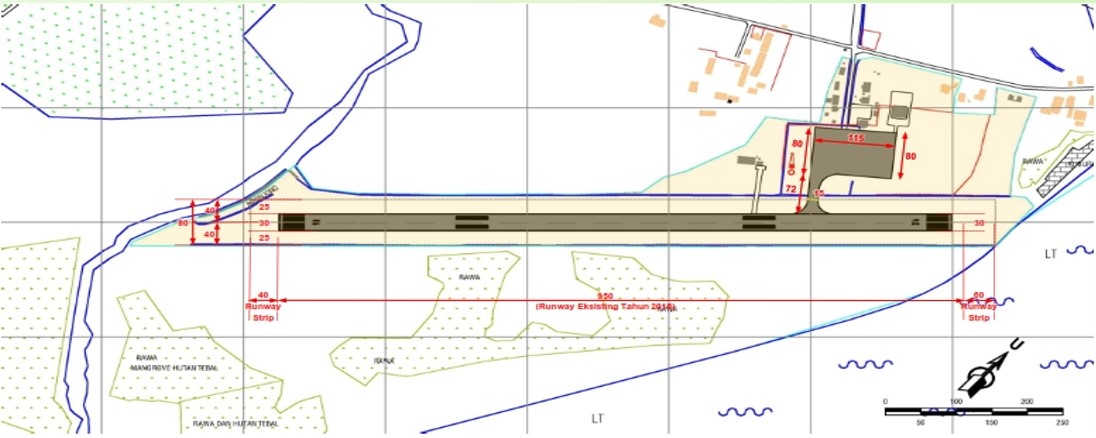 115
80
80
72
15
RAWA
25
40
80
30
30
40
25
LT
RAWA
40
950
60
Runway
Strip
(Runway Eksisting Tahun 2016)
Runway
Strip
RAWA
MANGROVE HUTAN TEBAL
U
LT
0
100
200
50
150
250
RAWA DAN HUTAN TEBAL